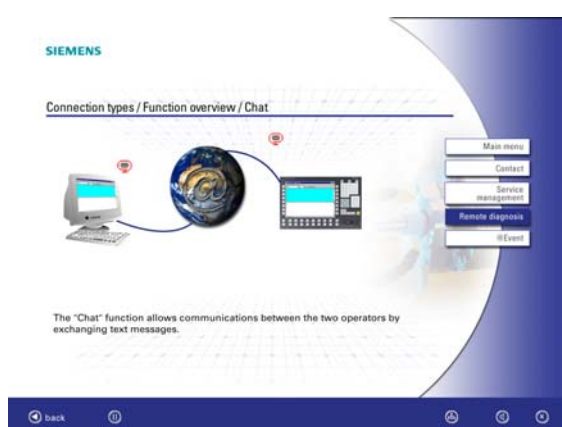 SIEMENS
Connection types / Function overview / Chat
Main menu
Contact
Service
management
Remote diagnosis
@Event
The "Chat" function allows communications between the two operators by
exchanging text messages.
back